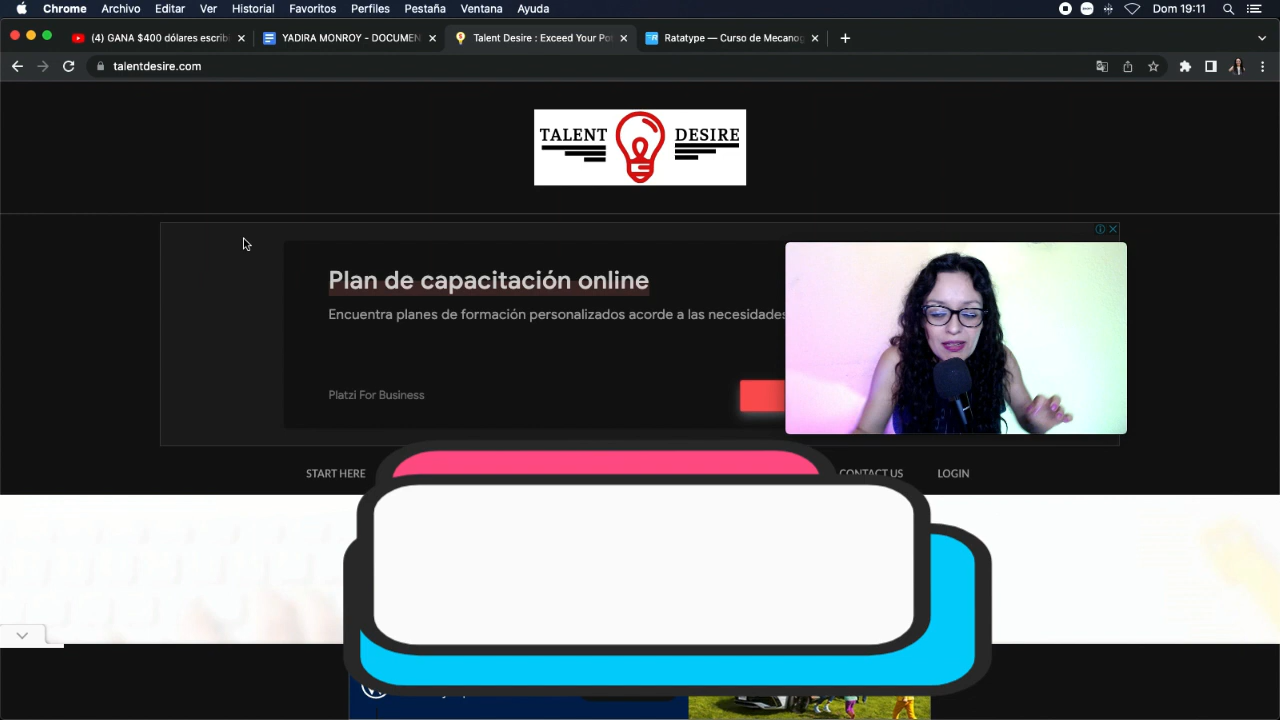 Chrome Archivo Editar Ver Historial Favoritos Perfiles Pestaña Ventana Ayuda Dom 19:11
(4) GANA $400 dólares escrib YADIRA MONROY - DOCUMEN Talent Desire : Exceed Your Po Ratatype — Curso de Mecanog
talentdesire.com
TALENT DESIRE
Plan de capacitación online
Encuentra planes de formación personalizados acorde a las necesidades
Platzi For Business
START HERE CONTACT US LOGIN